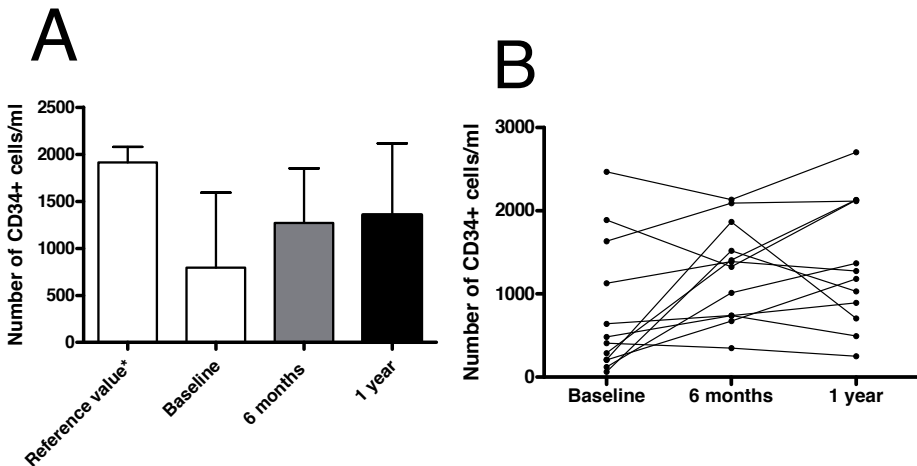 A
Number of CD34+ cells/ml
2500
2000
1500
1000
500
0
Reference value*
Baseline
6 months
1 year
B
Number of CD34+ cells/ml
3000
2000
1000
0
Baseline
6 months
1 year